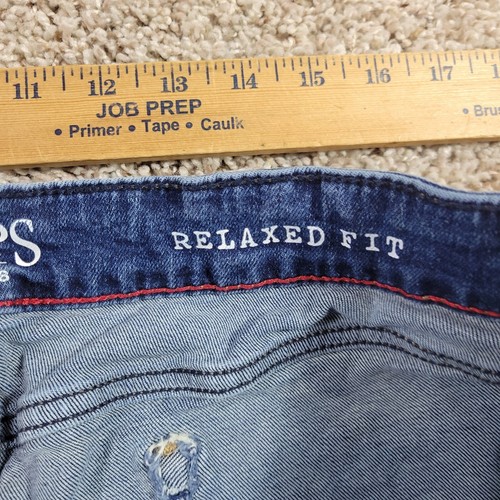 11 12 13 14 15 16 17
JOB PREP
• Primer • Tape • Caulk
RELAXED FIT